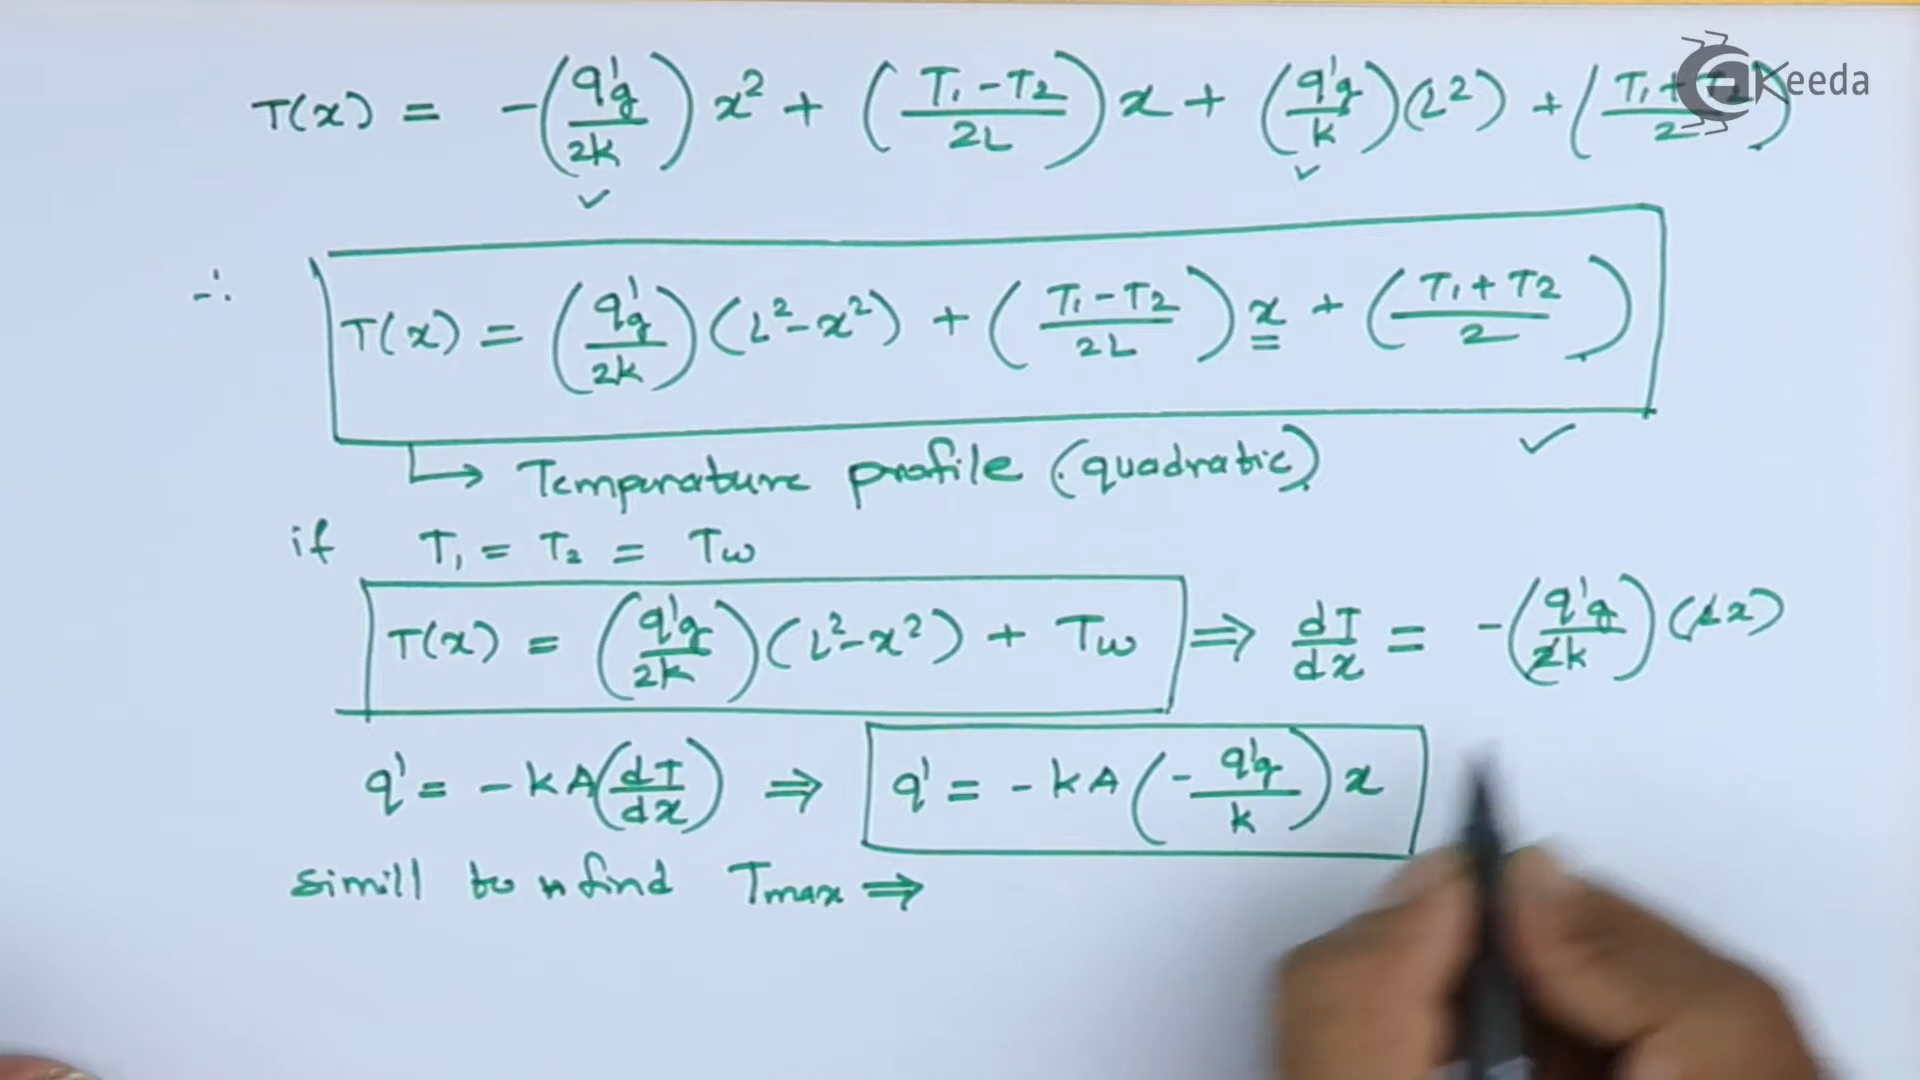 T(x) = -(q'g/2k) x² + (T₁-T₂/2L) x + (q'g/k)(L²) + (T₁+T₂/2)
Keeda
∴ T(x) = (q'g/2k)(L²-x²) + (T₁-T₂/2L) x + (T₁+T₂/2)
Temperature profile (quadratic)
if T₁ = T₂ = Tw
T(x) = (q'g/2k)(L²-x²) + Tw ⇒ dT/dx = -(q'g/2k)(2x)
q' = -kA(dT/dx) ⇒ q' = -kA(-q'g/k)x
simill to find Tmax ⇒